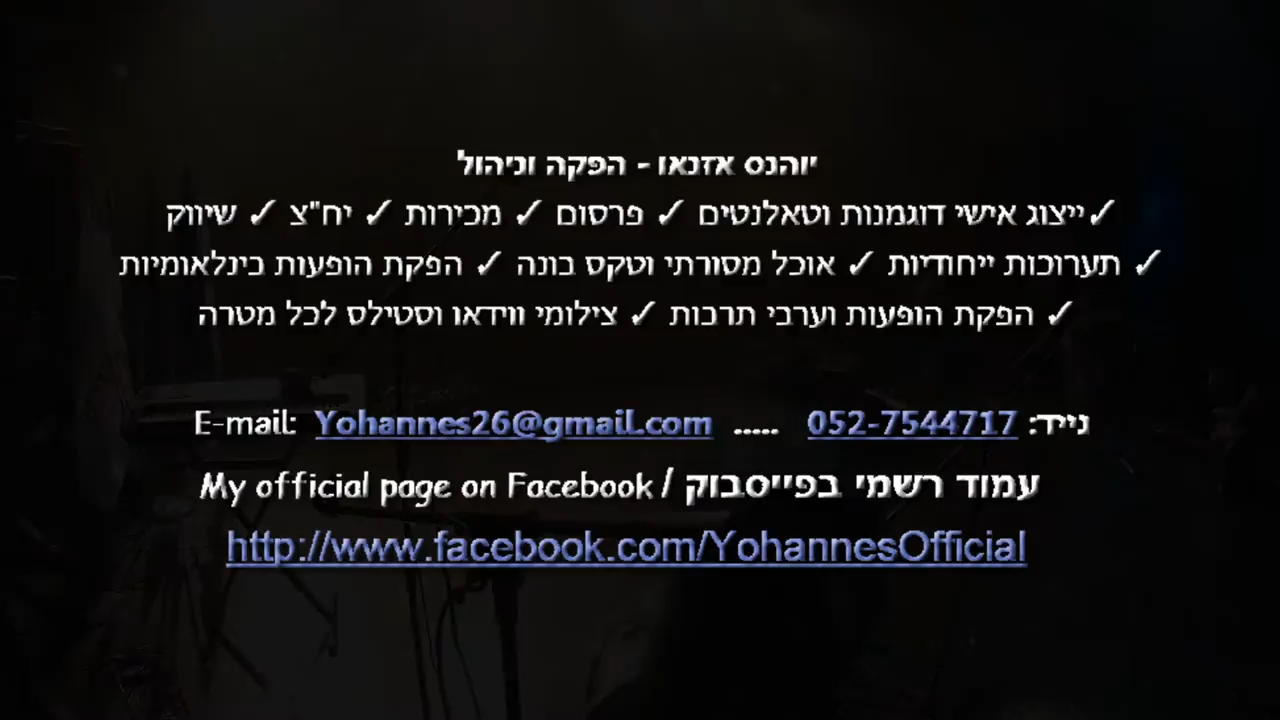 יוהנס אזנאו - הפקה וניהול
✓ייצוג אישי דוגמנות וטאלנטים ✓ פרסום ✓ מכירות ✓ יח"צ ✓ שיווק
✓ תערוכות ייחודיות ✓ אוכל מסורתי וטקס בונה ✓ הפקת הופעות בינלאומיות
✓ הפקת הופעות וערבי תרבות ✓ צילומי ווידאו וסטילס לכל מטרה
E-mail: Yohannes26@gmail.com ..... 052-7544717 :נייד
My official page on Facebook / עמוד רשמי בפייסבוק
http://www.facebook.com/YohannesOfficial